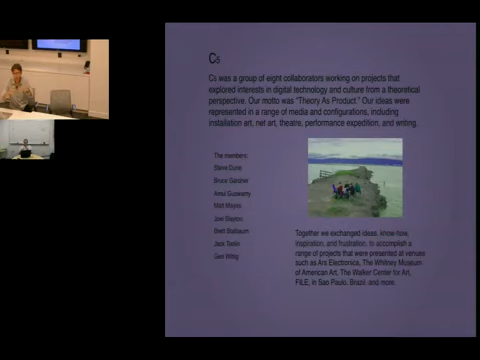 C5
C5 was a group of eight collaborators working on projects that
explored interests in digital technology and culture from a theoretical
perspective. Our motto was "Theory As Product." Our ideas were
represented in a range of media and configurations, including
installation art, net art, theatre, performance expedition, and writing.
The members:
Steve Durie
Bruce Gardner
Amul Goswamy
Matt Mayes
Joel Slayton
Brett Stalbaum
Jack Toolin
Geri Wittig
Together we exchanged ideas, know-how,
inspiration, and frustration, to accomplish a
range of projects that were presented at venues
such as Ars Electronica, The Whitney Museum
of American Art, The Walker Center for Art,
FILE, in Sao Paulo, Brazil, and more.